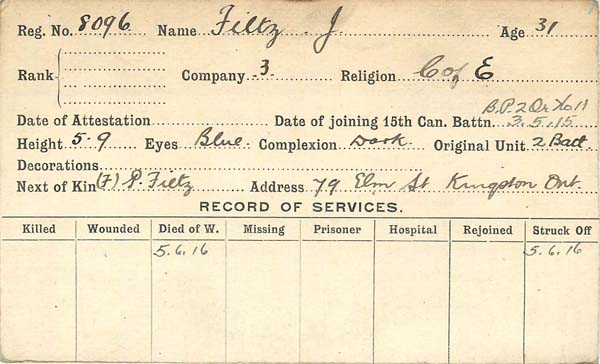 Reg. No. 8096 Name Filtz J. Age 31
Rank Company 3 Religion C of E
B.P. 2 Or
Date of Attestation Date of joining 15th Can. Battn. 3.5.15
Height 5-9 Eyes Blue. Complexion Dark Original Unit 2 Batt.
Decorations
Next of Kin (F) P. Filtz Address 79 Elm St Kingston Ont.
RECORD OF SERVICES.
Killed Wounded Died of W. Missing Prisoner Hospital Rejoined Struck Off
5.6.16 5.6.16